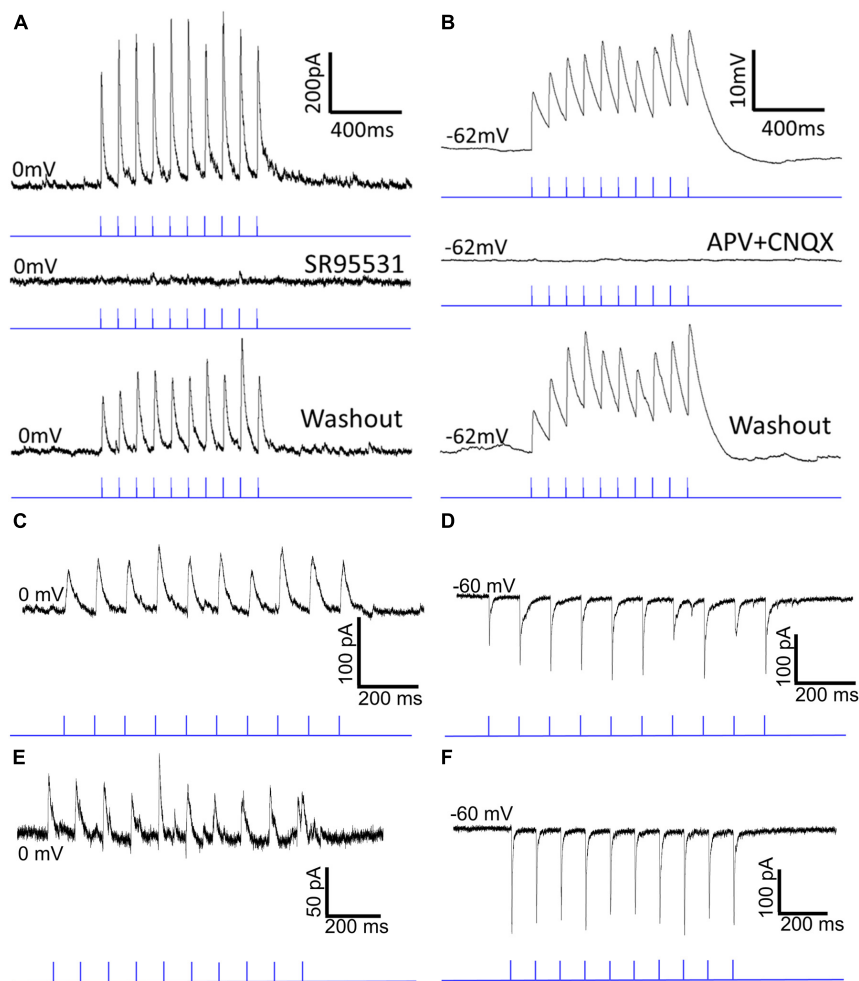 A
0mV
200pA
400ms
0mV
SR95531
0mV
Washout
B
-62mV
10mV
400ms
-62mV
APV+CNQX
-62mV
Washout
C
0 mV
100 pA
200 ms
D
-60 mV
100 pA
200 ms
E
0 mV
50 pA
200 ms
F
-60 mV
100 pA
200 ms